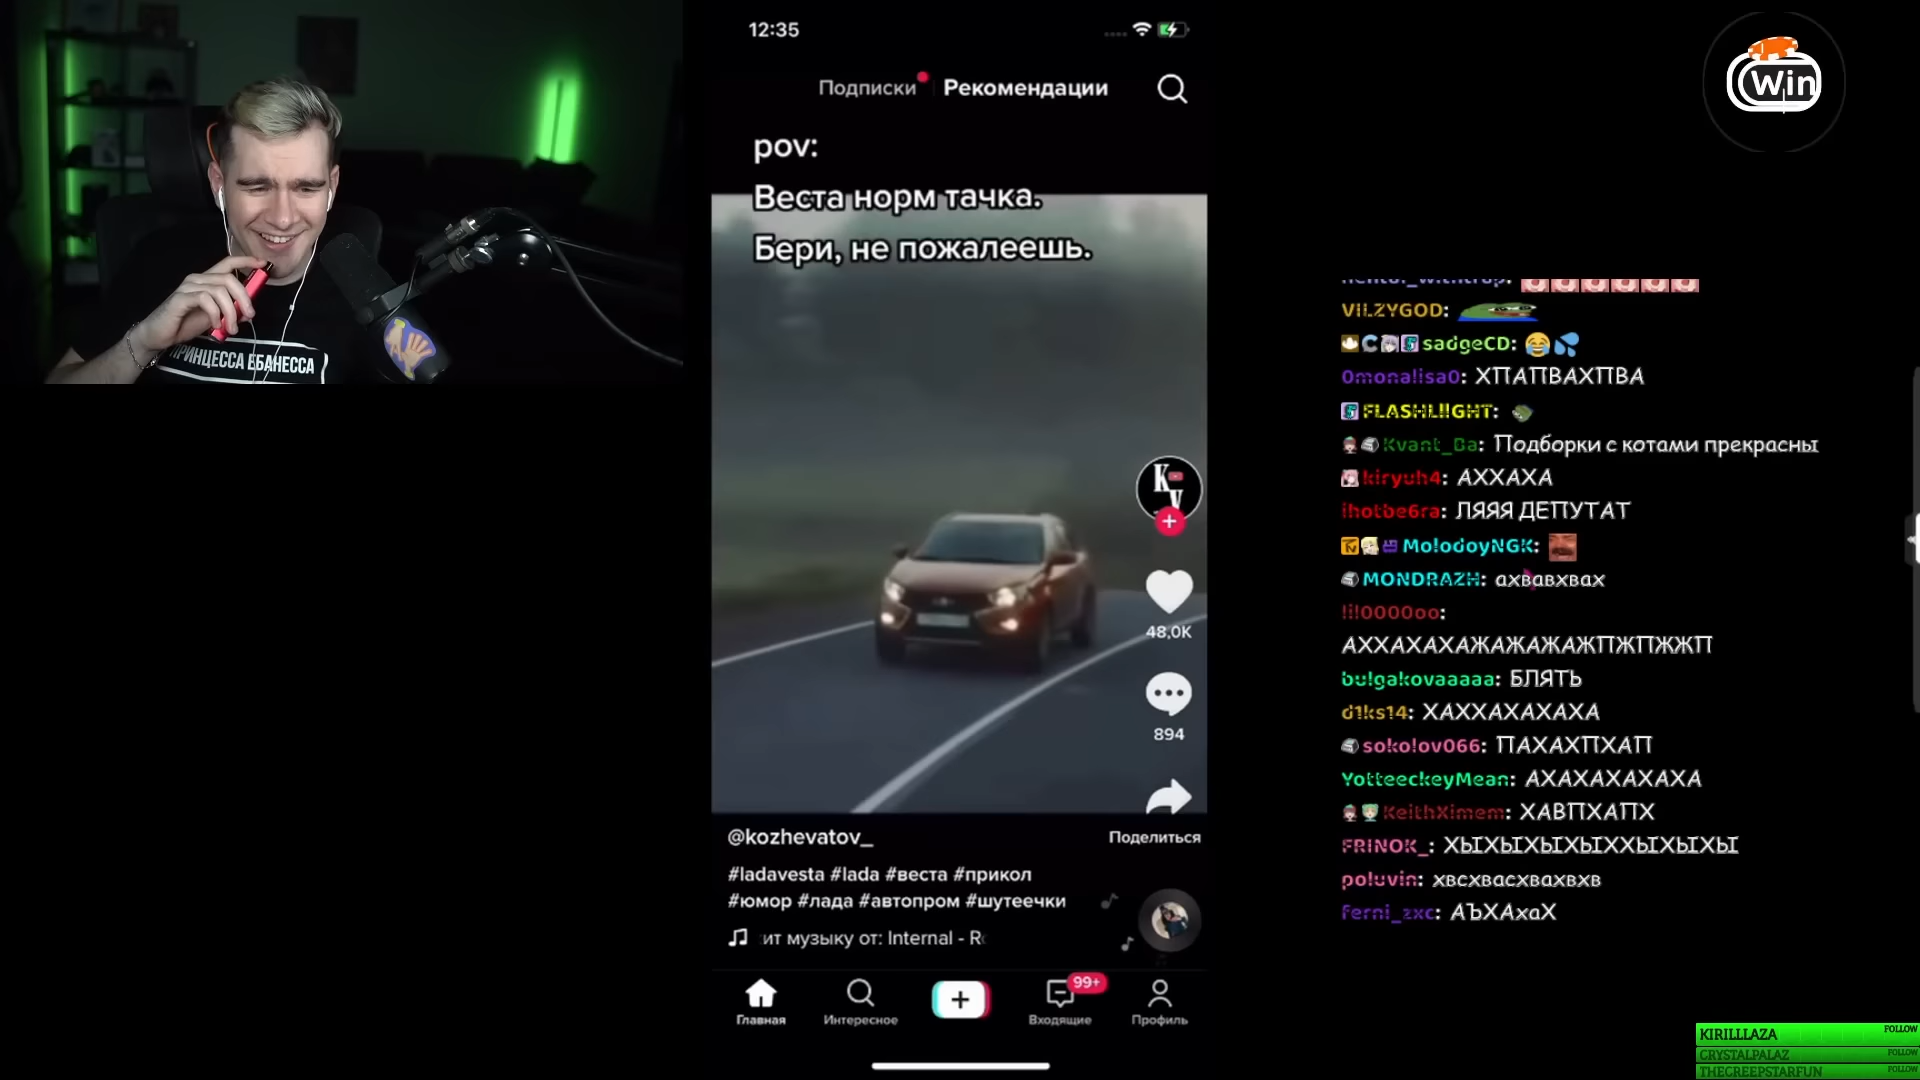 12:35
Подписки
Рекомендации
pov:
Веста норм тачка.
Бери, не пожалеешь.
48,0K
894
@kozhevatov_
Поделиться
#ladavesta #lada #веста #прикол
#юмор #лада #автопром #шутеечки
ит музыку от: Internal - R
99+
Главная
Интересное
Входящие
Профиль
ПРИНЦЕССА ЕБАНЕССА
Win
VILZYGOD:
sadgeCD:
0monalisa0: ХПАПВАХПВА
FLASHL!!GHT:
Kvant_Ba: Подборки с котами прекрасны
kiryuh4: АХХАХА
ihotbe6ra: ЛЯЯЯ ДЕПУТАТ
MolodoyNGK:
MONDRAZH: ахвавхвах
АХХАХАХАЖАЖАЖАЖПЖПЖЖП
bulgakovaaaaa: БЛЯТЬ
d1ks14: ХАХХАХАХАХА
sokolov066: ПАХАХПХАП
YotteeckeyMean: АХАХАХАХАХА
KeithXimem: ХАВПХАПХ
FRINOK_: ХЫХЫХЫХЫХХЫХЫХЫ
poluvin: хвсхвасхвахвхв
ferni_zxc: АЪХАхаХ
KIRILLLAZA FOLLOW
CRYSTALPALAZ FOLLOW
THECREEPSTARFUN FOLLOW